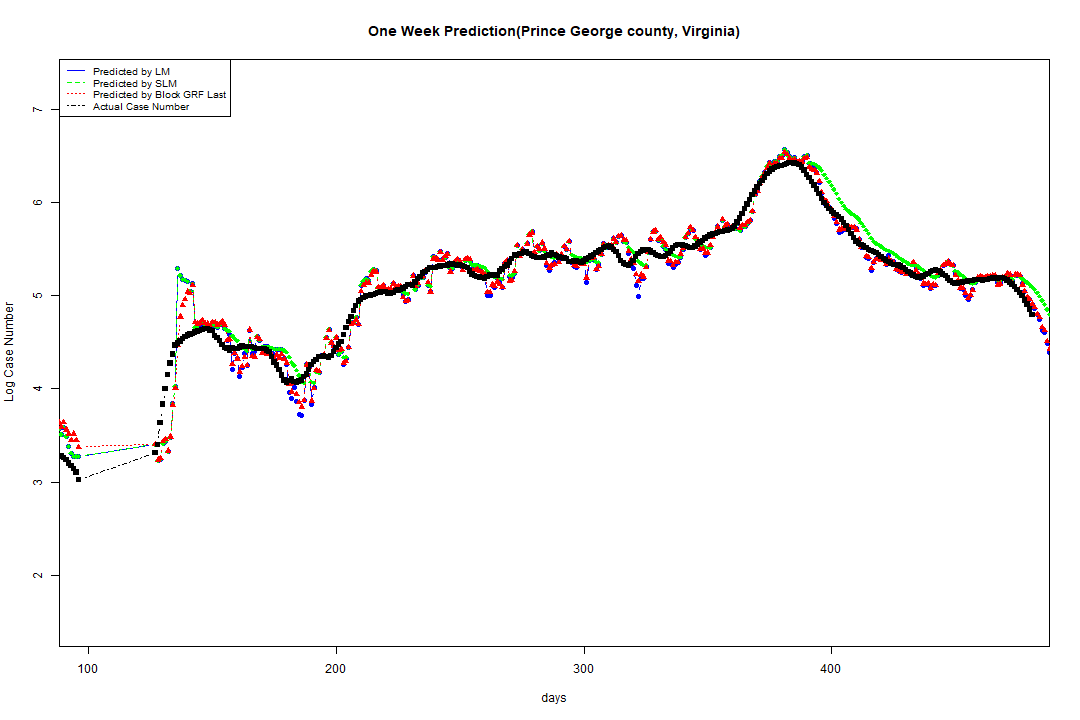 One Week Prediction(Prince George county, Virginia)
Predicted by LM
Predicted by SLM
Predicted by Block GRF Last
Actual Case Number
7
6
5
4
3
2
Log Case Number
100 200 300 400
days